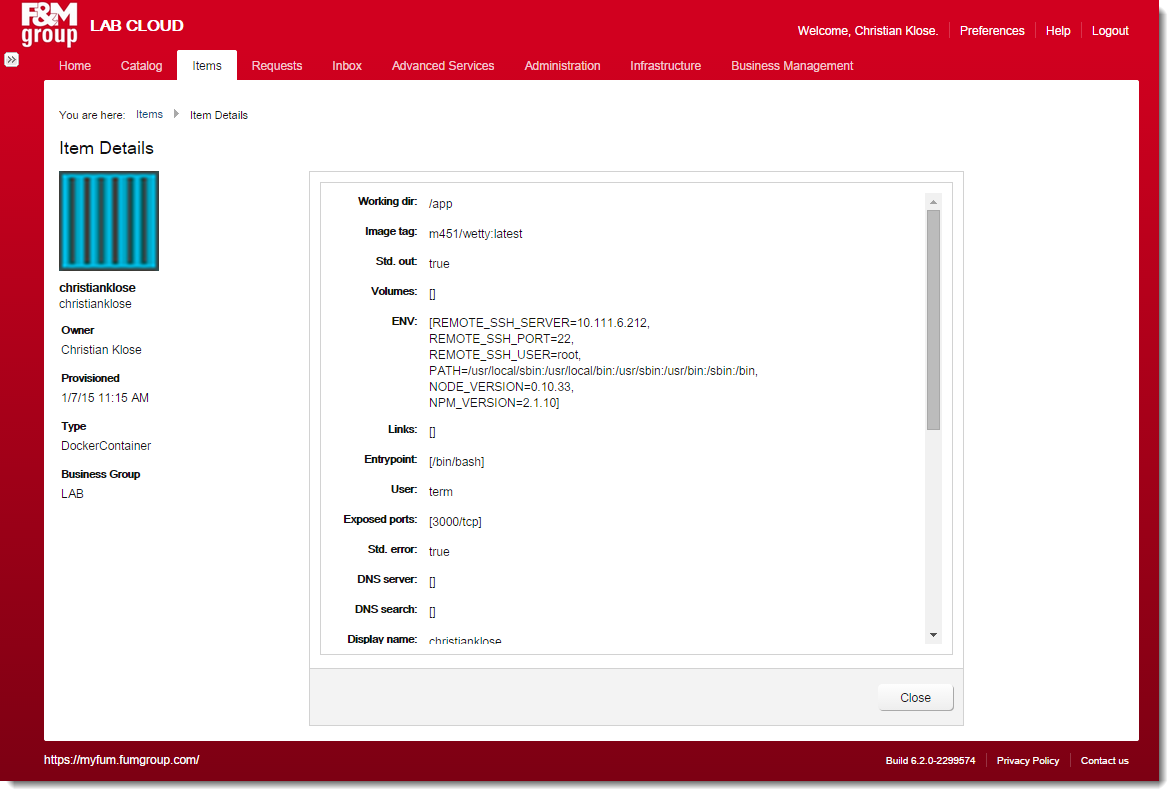 F&M
group
LAB CLOUD
Welcome, Christian Klose. Preferences Help Logout
Home Catalog Items Requests Inbox Advanced Services Administration Infrastructure Business Management
You are here: Items Item Details
Item Details
christianklose
christianklose
Owner
Christian Klose
Provisioned
1/7/15 11:15 AM
Type
DockerContainer
Business Group
LAB
Working dir: /app
Image tag: m451/wetty:latest
Std. out: true
Volumes: []
ENV: [REMOTE_SSH_SERVER=10.111.6.212,
REMOTE_SSH_PORT=22,
REMOTE_SSH_USER=root,
PATH=/usr/local/sbin:/usr/local/bin:/usr/sbin:/usr/bin:/sbin:/bin,
NODE_VERSION=0.10.33,
NPM_VERSION=2.1.10]
Links: []
Entrypoint: [/bin/bash]
User: term
Exposed ports: [3000/tcp]
Std. error: true
DNS server: []
DNS search: []
Display name: christianklose
Close
https://myfum.fumgroup.com/
Build 6.2.0-2299574 Privacy Policy Contact us